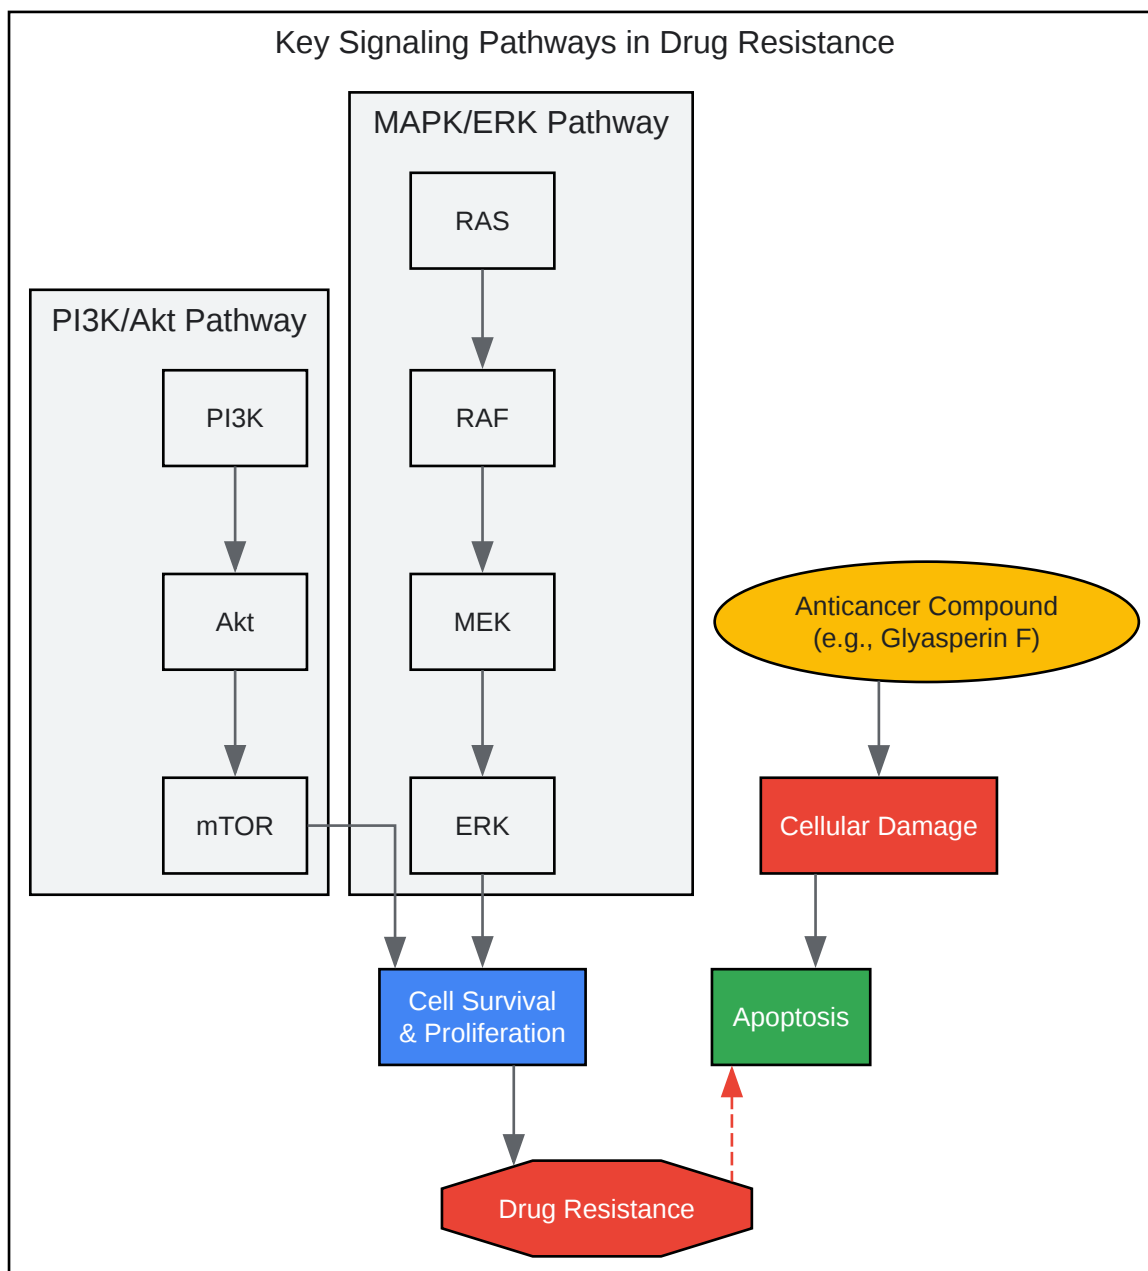 Key Signaling Pathways in Drug Resistance
MAPK/ERK Pathway
RAS
PI3K/Akt Pathway
PI3K
RAF
Akt
MEK
Anticancer Compound
(e.g., Glyasperin F)
mTOR
ERK
Cellular Damage
Cell Survival
& Proliferation
Apoptosis
Drug Resistance